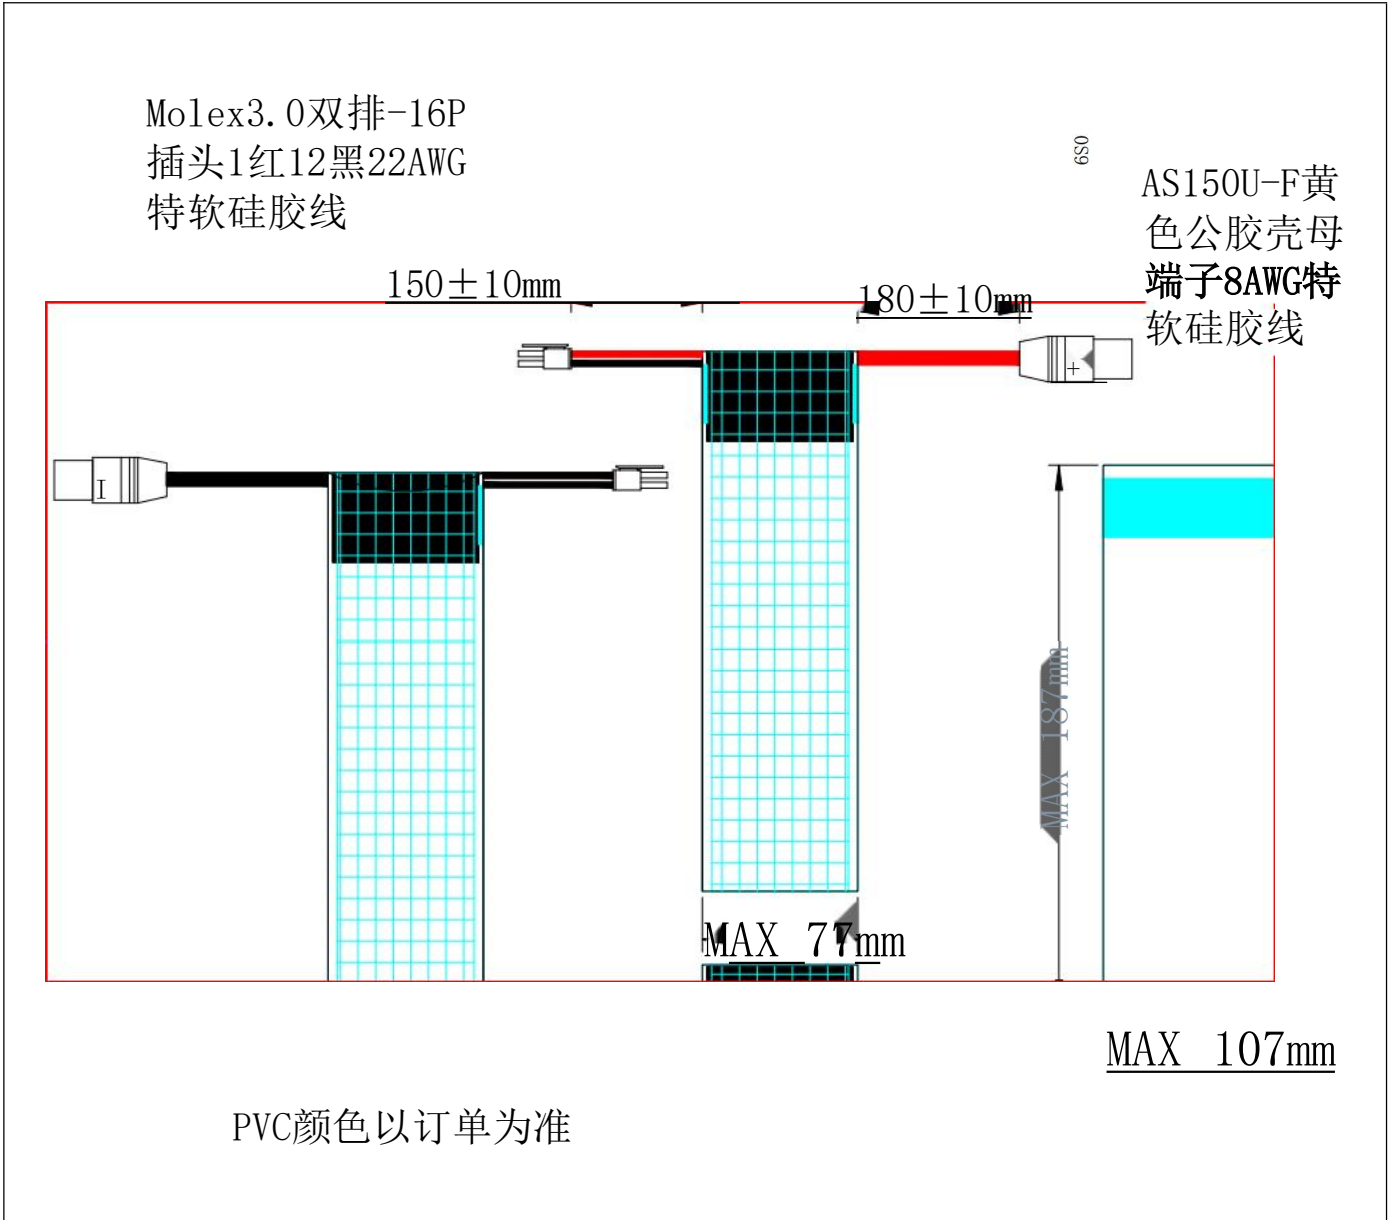 Molex3.0双排-16P
插头1红12黑22AWG
特软硅胶线
0S9
AS150U-F黄
色公胶壳母
端子8AWG特
软硅胶线
150±10mm
180±10mm
+
I
MAX 187mm
MAX 77mm
MAX 107mm
PVC颜色以订单为准